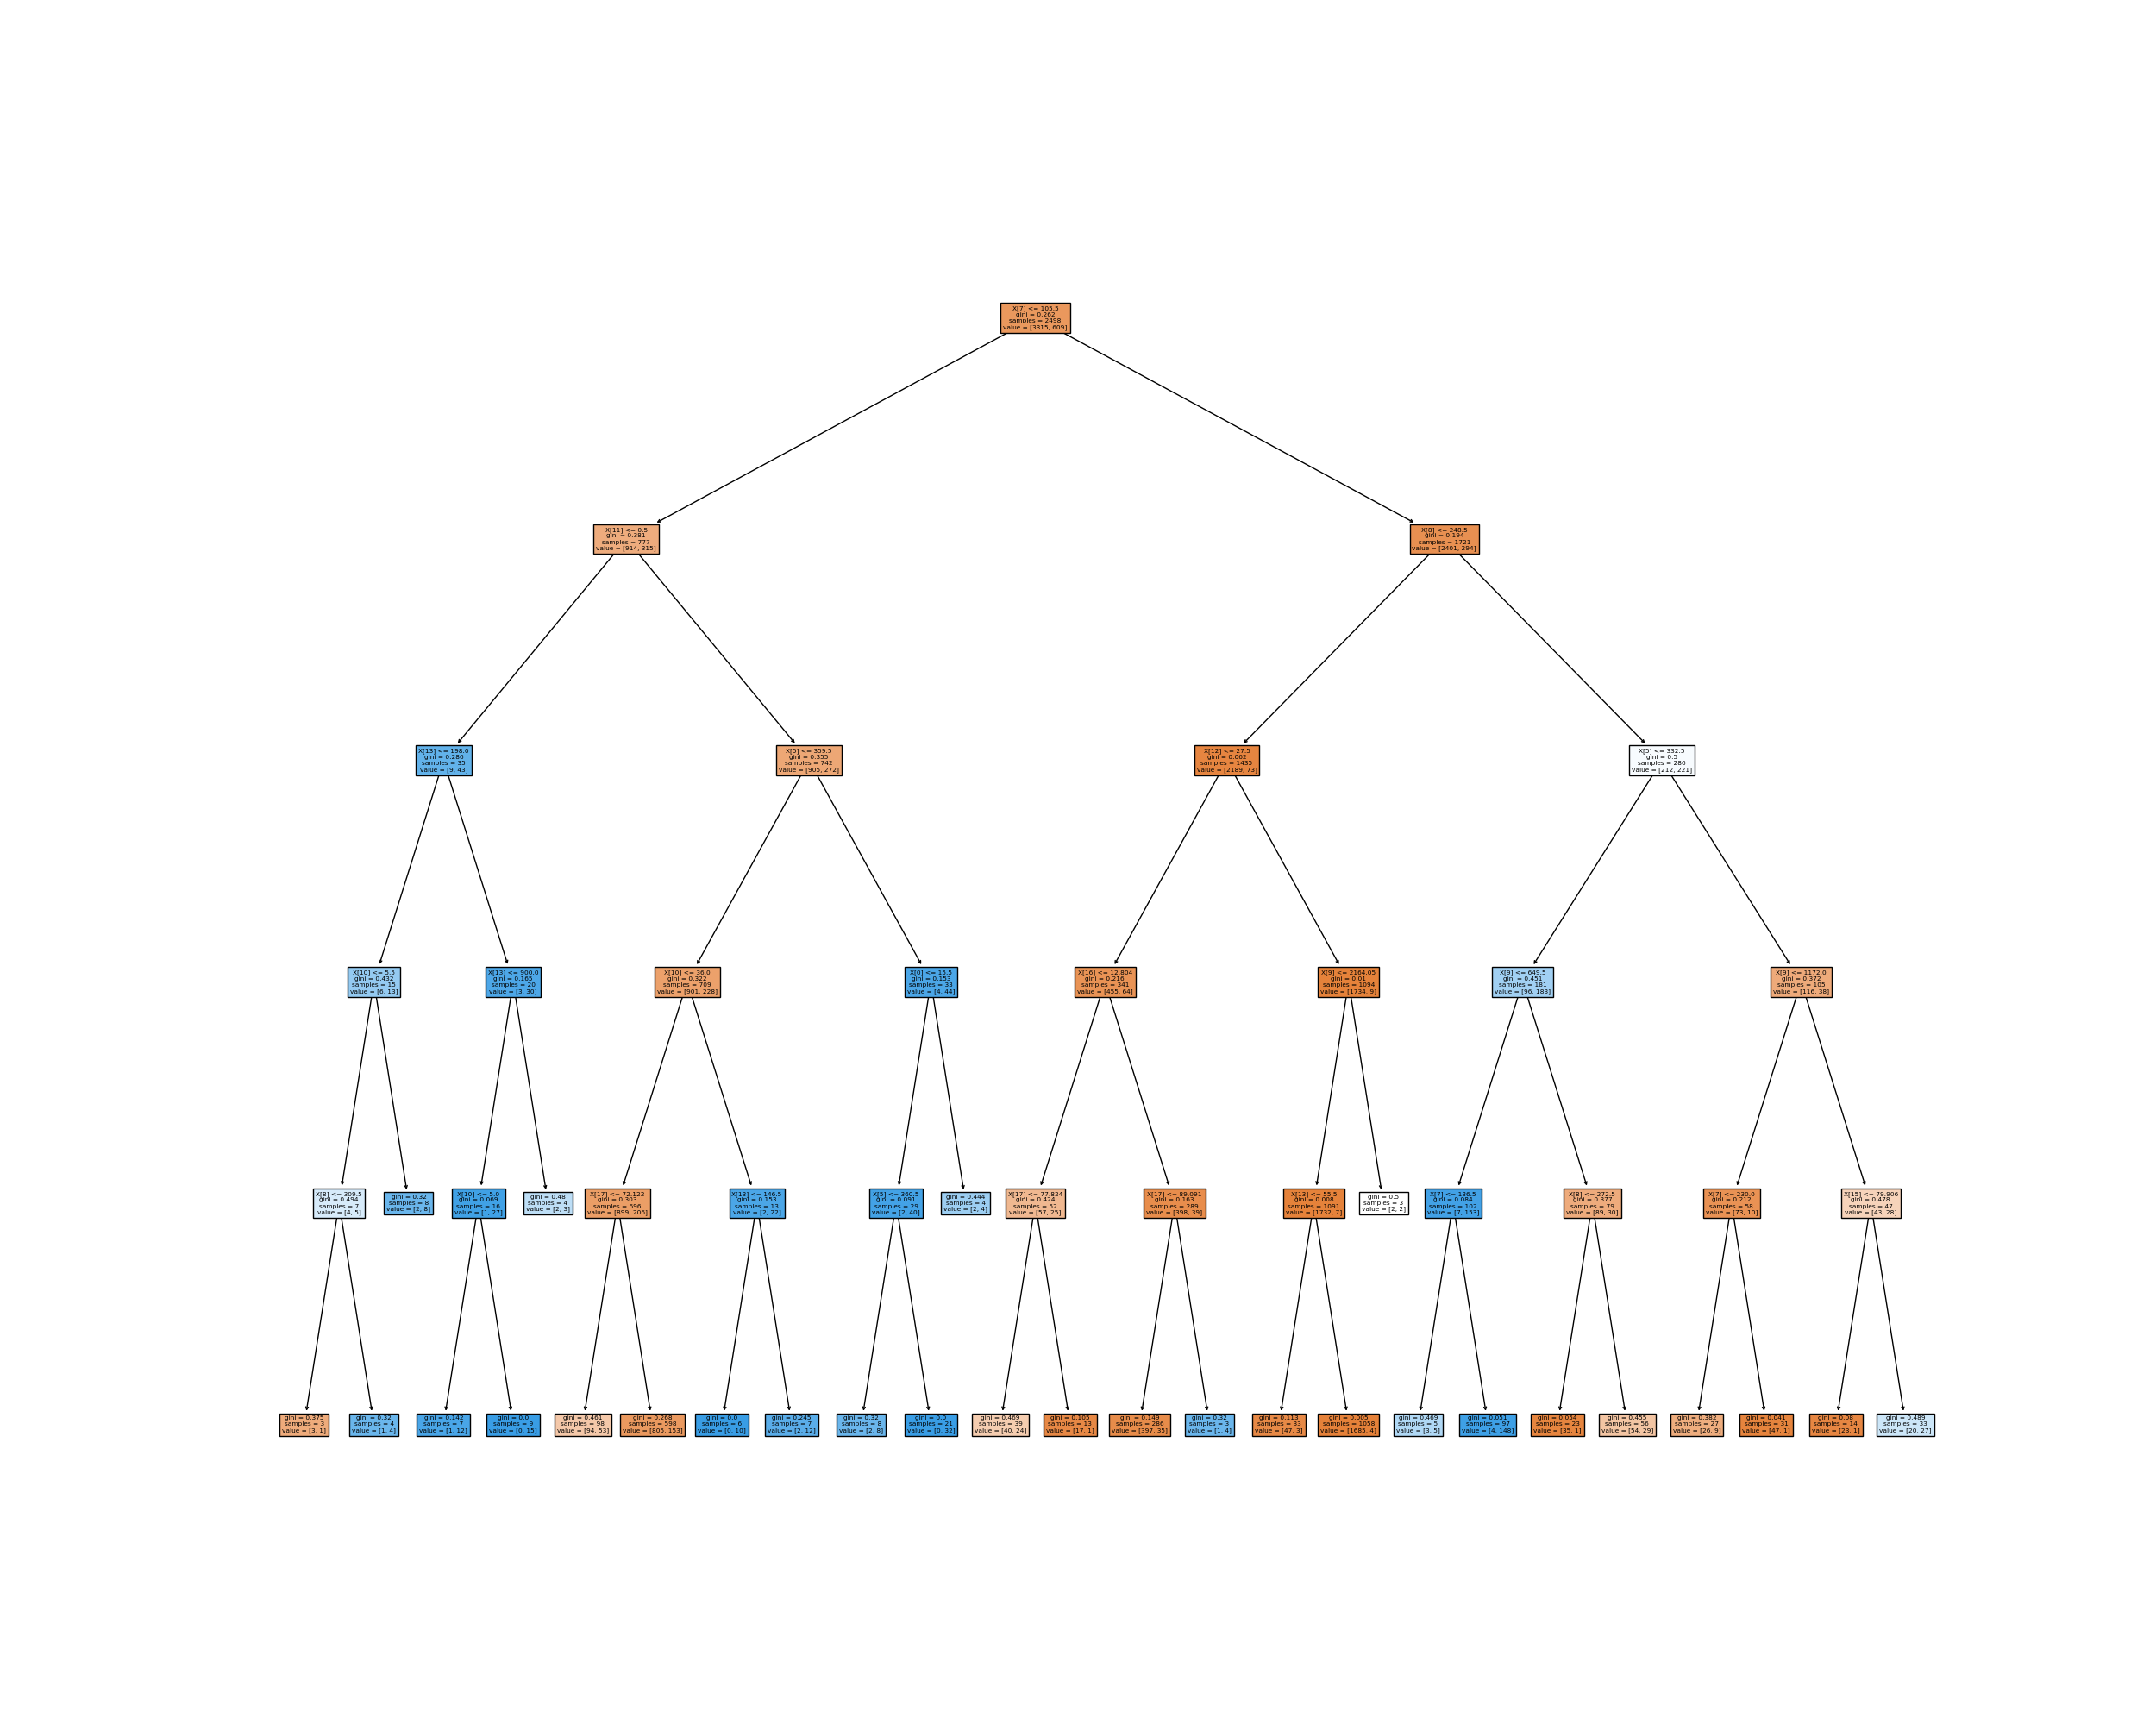 X[7] <= 105.5
gini = 0.262
samples = 2498
value = [3315, 609]
X[11] <= 0.5
gini = 0.381
samples = 777
value = [914, 315]
X[8] <= 248.5
gini = 0.194
samples = 1721
value = [2401, 294]
X[13] <= 198.0
gini = 0.286
samples = 35
value = [9, 43]
X[5] <= 359.5
gini = 0.355
samples = 742
value = [905, 272]
X[12] <= 27.5
gini = 0.062
samples = 1435
value = [2189, 73]
X[5] <= 332.5
gini = 0.5
samples = 286
value = [212, 221]
X[10] <= 5.5
gini = 0.432
samples = 15
value = [6, 13]
X[13] <= 900.0
gini = 0.165
samples = 20
value = [3, 30]
X[10] <= 36.0
gini = 0.322
samples = 709
value = [901, 228]
X[0] <= 15.5
gini = 0.153
samples = 33
value = [4, 44]
X[16] <= 12.804
gini = 0.216
samples = 341
value = [455, 64]
X[9] <= 2164.05
gini = 0.01
samples = 1094
value = [1734, 9]
X[9] <= 649.5
gini = 0.451
samples = 181
value = [96, 183]
X[9] <= 1172.0
gini = 0.372
samples = 105
value = [116, 38]
X[8] <= 309.5
gini = 0.494
samples = 7
value = [4, 5]
gini = 0.32
samples = 8
value = [2, 8]
X[10] <= 5.0
gini = 0.069
samples = 16
value = [1, 27]
gini = 0.48
samples = 4
value = [2, 3]
X[17] <= 72.122
gini = 0.303
samples = 696
value = [899, 206]
X[13] <= 146.5
gini = 0.153
samples = 13
value = [2, 22]
X[5] <= 360.5
gini = 0.091
samples = 29
value = [2, 40]
gini = 0.444
samples = 4
value = [2, 4]
X[17] <= 77.824
gini = 0.424
samples = 52
value = [57, 25]
X[17] <= 89.091
gini = 0.163
samples = 289
value = [398, 39]
X[13] <= 55.5
gini = 0.008
samples = 1091
value = [1732, 7]
gini = 0.5
samples = 3
value = [2, 2]
X[7] <= 136.5
gini = 0.084
samples = 102
value = [7, 153]
X[8] <= 272.5
gini = 0.377
samples = 79
value = [89, 30]
X[7] <= 230.0
gini = 0.212
samples = 58
value = [73, 10]
X[15] <= 79.906
gini = 0.478
samples = 47
value = [43, 28]
gini = 0.375
samples = 3
value = [3, 1]
gini = 0.32
samples = 4
value = [1, 4]
gini = 0.142
samples = 7
value = [1, 12]
gini = 0.0
samples = 9
value = [0, 15]
gini = 0.461
samples = 98
value = [94, 53]
gini = 0.268
samples = 598
value = [805, 153]
gini = 0.0
samples = 6
value = [0, 10]
gini = 0.245
samples = 7
value = [2, 12]
gini = 0.32
samples = 8
value = [2, 8]
gini = 0.0
samples = 21
value = [0, 32]
gini = 0.469
samples = 39
value = [40, 24]
gini = 0.105
samples = 13
value = [17, 1]
gini = 0.149
samples = 286
value = [397, 35]
gini = 0.32
samples = 3
value = [1, 4]
gini = 0.113
samples = 33
value = [47, 3]
gini = 0.005
samples = 1058
value = [1685, 4]
gini = 0.469
samples = 5
value = [3, 5]
gini = 0.051
samples = 97
value = [4, 148]
gini = 0.054
samples = 23
value = [35, 1]
gini = 0.455
samples = 56
value = [54, 29]
gini = 0.382
samples = 27
value = [26, 9]
gini = 0.041
samples = 31
value = [47, 1]
gini = 0.08
samples = 14
value = [23, 1]
gini = 0.489
samples = 33
value = [20, 27]